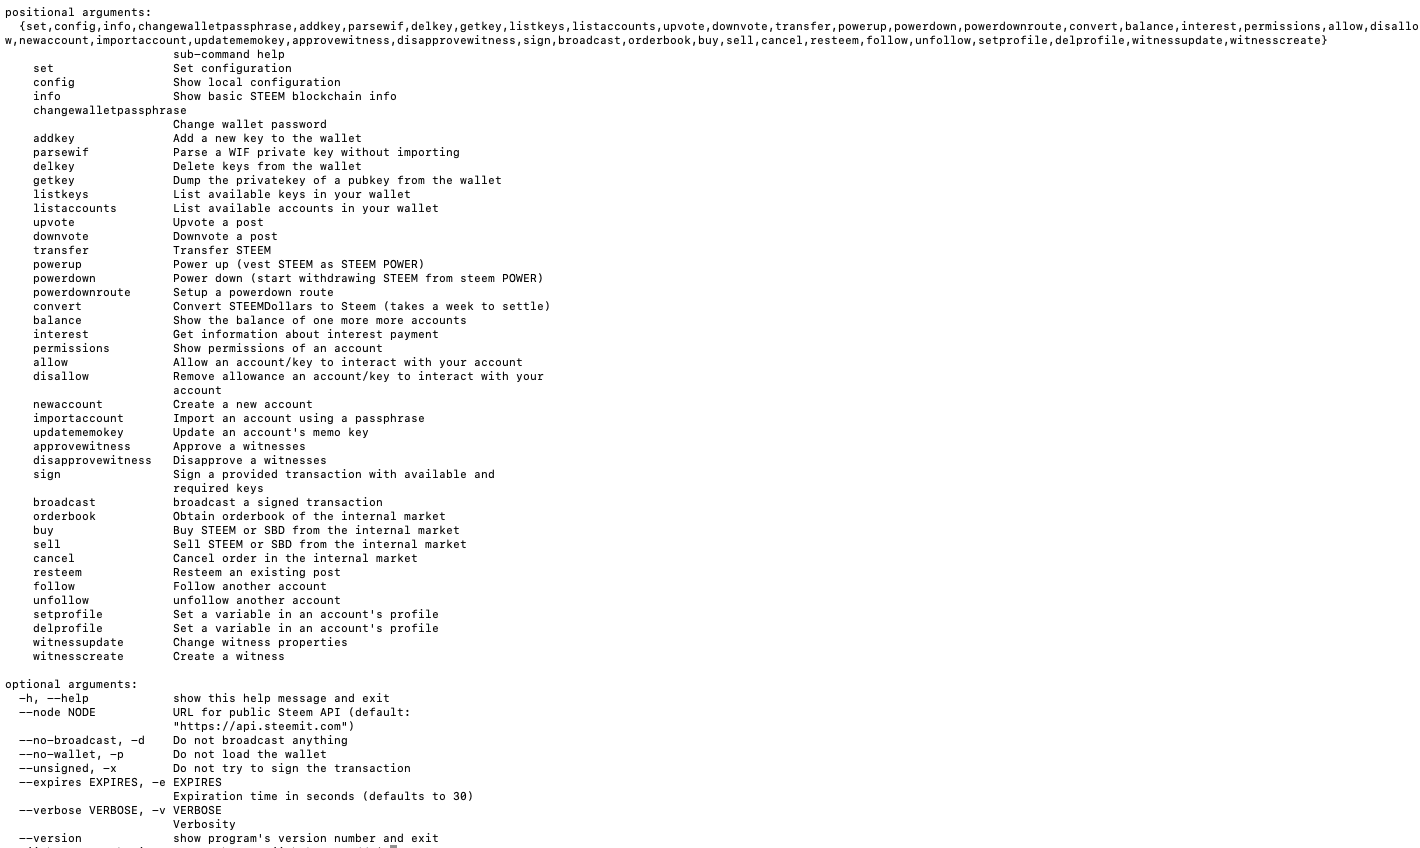 positional arguments:
{set,config,info,changewalletpassphrase,addkey,parsewif,delkey,getkey,listkeys,listaccounts,upvote,downvote,transfer,powerup,powerdown,powerdownroute,convert,balance,interest,permissions,allow,disallo
w,newaccount,importaccount,updatememokey,approvewitness,disapprovewitness,sign,broadcast,orderbook,buy,sell,cancel,resteem,follow,unfollow,setprofile,delprofile,witnessupdate,witnesscreate}
sub-command help
set Set configuration
config Show local configuration
info Show basic STEEM blockchain info
changewalletpassphrase
Change wallet password
addkey Add a new key to the wallet
parsewif Parse a WIF private key without importing
delkey Delete keys from the wallet
getkey Dump the privatekey of a pubkey from the wallet
listkeys List available keys in your wallet
listaccounts List available accounts in your wallet
upvote Upvote a post
downvote Downvote a post
transfer Transfer STEEM
powerup Power up (vest STEEM as STEEM POWER)
powerdown Power down (start withdrawing STEEM from steem POWER)
powerdownroute Setup a powerdown route
convert Convert STEEMDollars to Steem (takes a week to settle)
balance Show the balance of one more more accounts
interest Get information about interest payment
permissions Show permissions of an account
allow Allow an account/key to interact with your account
disallow Remove allowance an account/key to interact with your
account
newaccount Create a new account
importaccount Import an account using a passphrase
updatememokey Update an account's memo key
approvewitness Approve a witnesses
disapprovewitness Disapprove a witnesses
sign Sign a provided transaction with available and
required keys
broadcast broadcast a signed transaction
orderbook Obtain orderbook of the internal market
buy Buy STEEM or SBD from the internal market
sell Sell STEEM or SBD from the internal market
cancel Cancel order in the internal market
resteem Resteem an existing post
follow Follow another account
unfollow unfollow another account
setprofile Set a variable in an account's profile
delprofile Set a variable in an account's profile
witnessupdate Change witness properties
witnesscreate Create a witness
optional arguments:
-h, --help show this help message and exit
--node NODE URL for public Steem API (default:
"https://api.steemit.com")
--no-broadcast, -d Do not broadcast anything
--no-wallet, -p Do not load the wallet
--unsigned, -x Do not try to sign the transaction
--expires EXPIRES, -e EXPIRES
Expiration time in seconds (defaults to 30)
--verbose VERBOSE, -v VERBOSE
Verbosity
--version show program's version number and exit